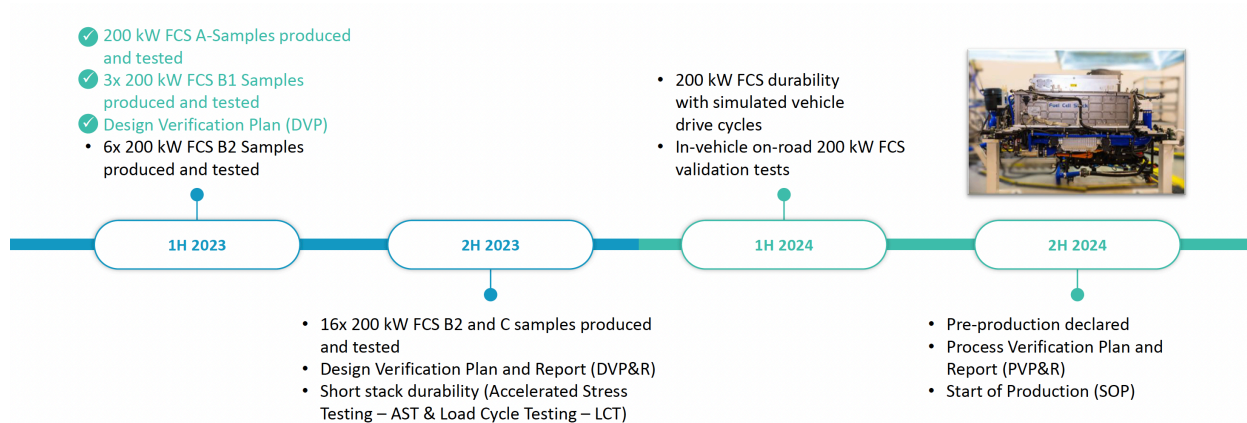 200 kW FCS A-Samples produced
and tested
3x 200 kW FCS B1 Samples
produced and tested
Design Verification Plan (DVP)
• 6x 200 kW FCS B2 Samples
produced and tested
1H 2023
2H 2023
• 16x 200 kW FCS B2 and C samples produced
and tested
• Design Verification Plan and Report (DVP&R)
• Short stack durability (Accelerated Stress
Testing – AST & Load Cycle Testing – LCT)
• 200 kW FCS durability
with simulated vehicle
drive cycles
• In-vehicle on-road 200 kW FCS
validation tests
1H 2024
Fuel Cell Stack
2H 2024
• Pre-production declared
• Process Verification Plan and
Report (PVP&R)
• Start of Production (SOP)